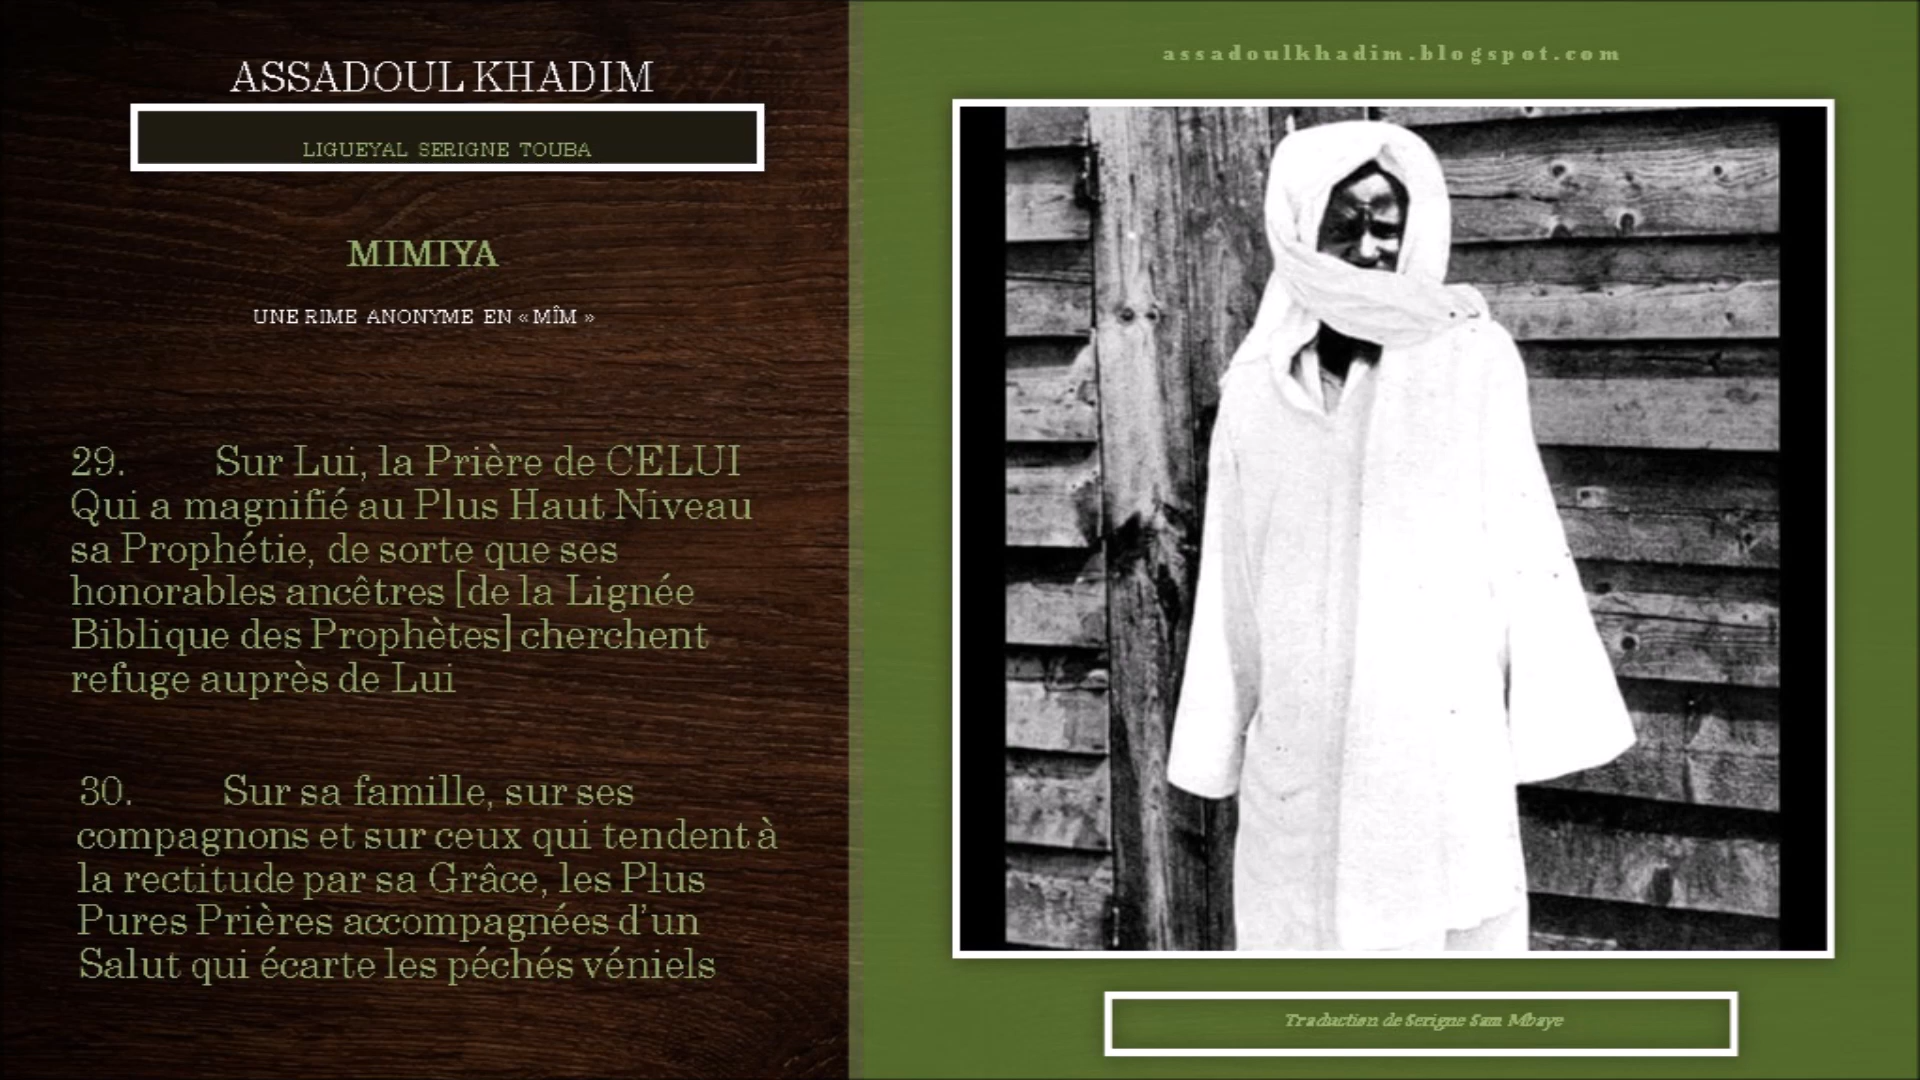 ASSADOUL KHADIM
LIGUEYAL SERIGNE TOUBA
MIMIYA
UNE RIME ANONYME EN « MÎM »
29. Sur Lui, la Prière de CELUI
Qui a magnifié au Plus Haut Niveau
sa Prophétie, de sorte que ses
honorables ancêtres [de la Lignée
Biblique des Prophètes] cherchent
refuge auprès de Lui
30. Sur sa famille, sur ses
compagnons et sur ceux qui tendent à
la rectitude par sa Grâce, les Plus
Pures Prières accompagnées d’un
Salut qui écarte les péchés véniels
assadoulkhadim.blogspot.com
Traduction de Serigne Sam Mbaye